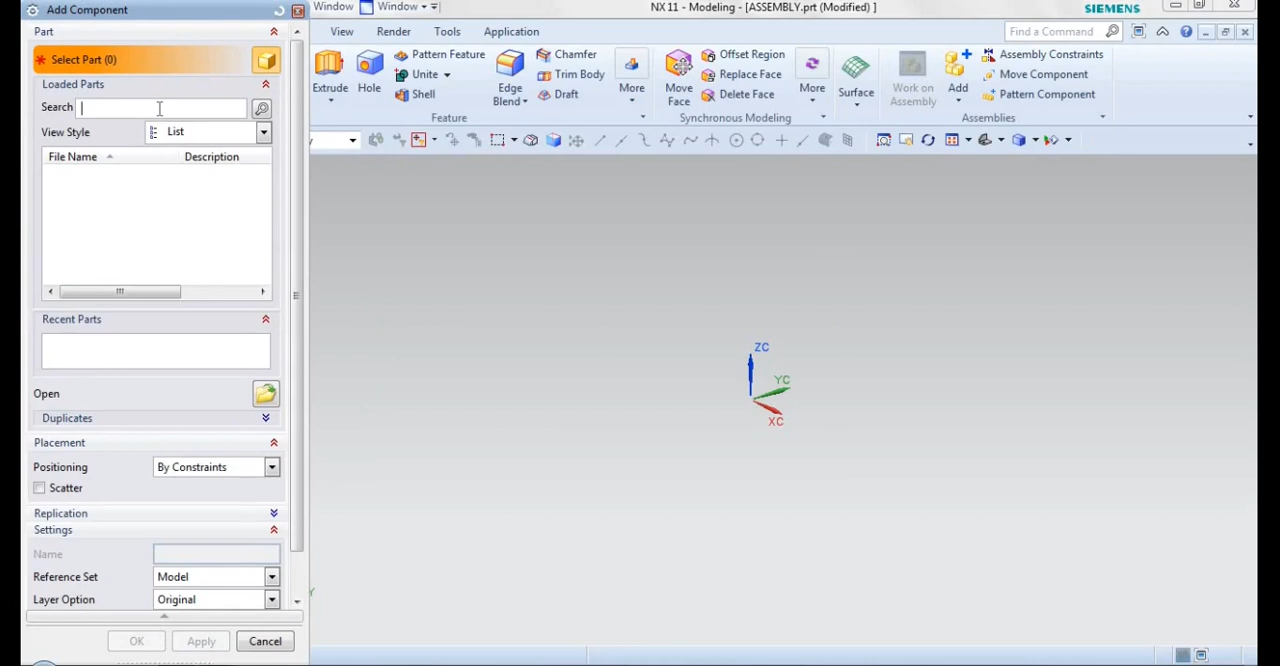 Add Component
Window
Window
NX 11 - Modeling - [ASSEMBLY.prt (Modified) ]
SIEMENS
Part
View
Render
Tools
Application
Find a Command
* Select Part (0)
Pattern Feature
Chamfer
Offset Region
Assembly Constraints
Unite
Trim Body
Replace Face
Move Component
Shell
Draft
Delete Face
Pattern Component
Extrude
Hole
Edge
Blend
More
Move
Face
More
Surface
Work on
Assembly
Add
Feature
Synchronous Modeling
Assemblies
Loaded Parts
Search
View Style
List
File Name
Description
Recent Parts
Open
Duplicates
Placement
Positioning
By Constraints
Scatter
Replication
Settings
Name
Reference Set
Model
Layer Option
Original
OK
Apply
Cancel
ZC
YC
XC
Y